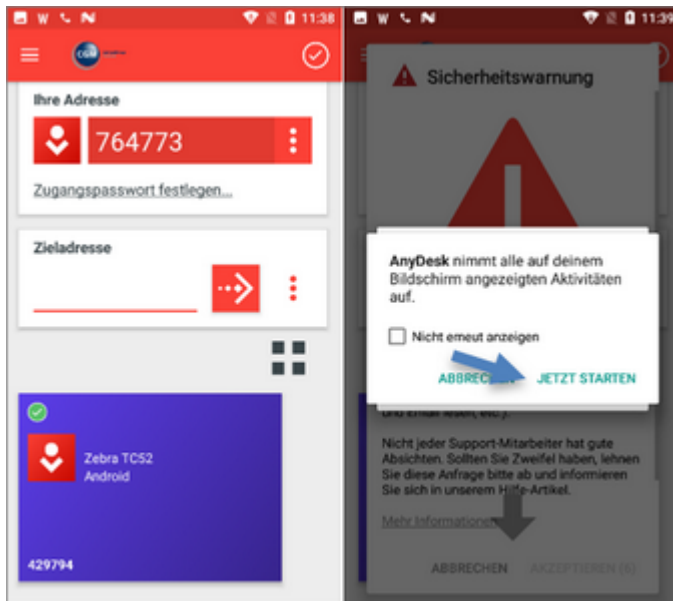 W N 11:38
CGM
Ihre Adresse
764773
Zugangspasswort festlegen...
Zieladresse
Zebra TC52
Android
429794
W N 11:39
Sicherheitswarnung
AnyDesk nimmt alle auf deinem
Bildschirm angezeigten Aktivitäten
auf.
Nicht erneut anzeigen
JETZT STARTEN
und Email lesen, etc.).
Nicht jeder Support-Mitarbeiter hat gute
Absichten. Sollten Sie Zweifel haben, lehnen
Sie diese Anfrage bitte ab und informieren
Sie sich in unserem Hilfe-Artikel.
Mehr Informationen
ABBRECHEN AKZEPTIEREN (6)